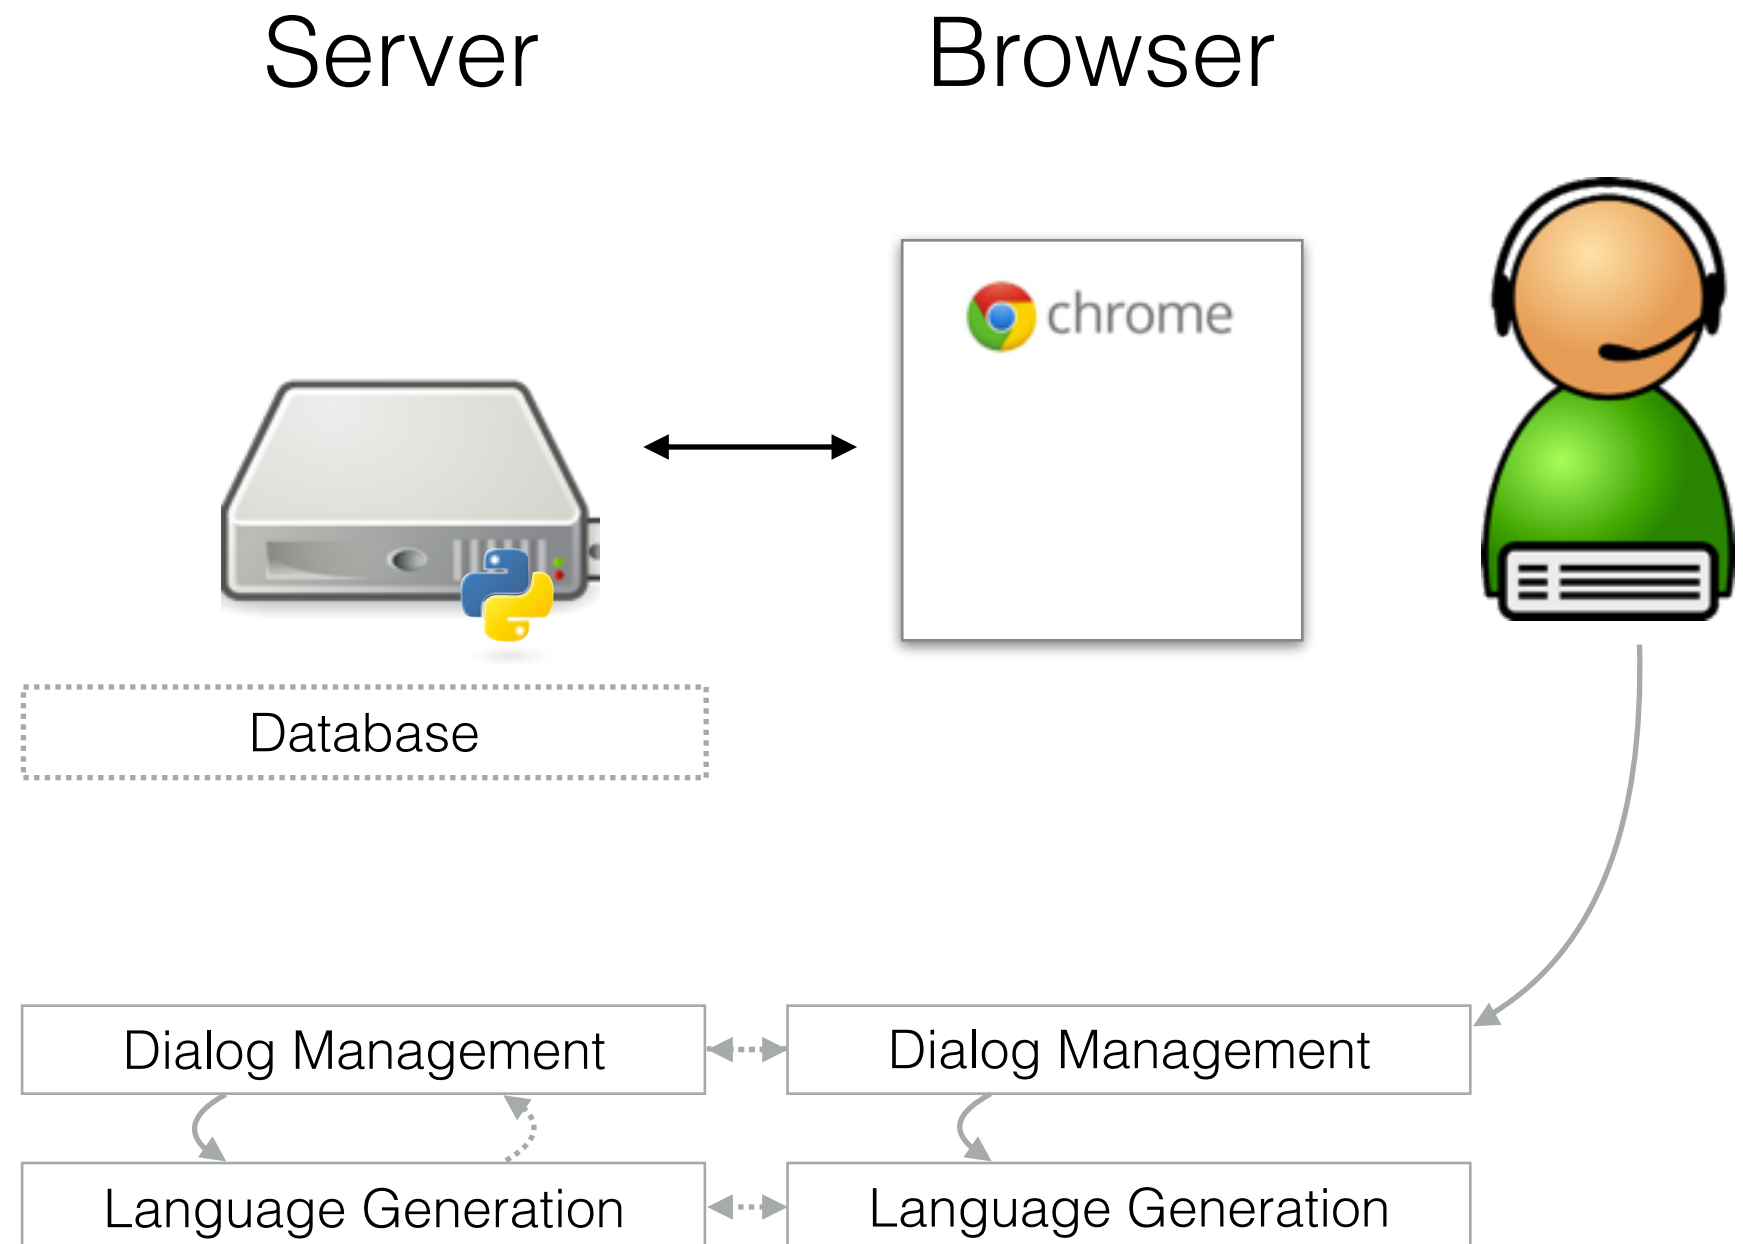 Server
Browser
chrome
Database
Dialog Management
Dialog Management
Language Generation
Language Generation